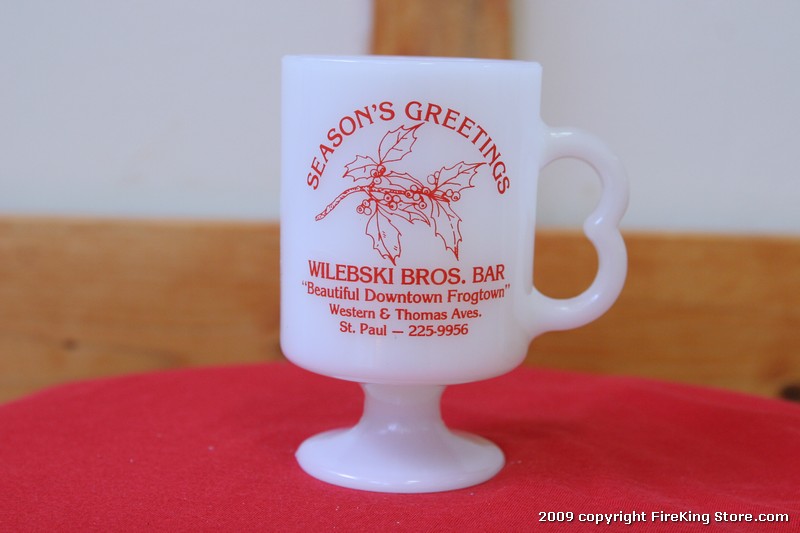 SEASON'S GREETINGS
WILEBSKI BROS. BAR
"Beautiful Downtown Frogtown"
Western & Thomas Aves.
St. Paul — 225-9956
2009 copyright FireKing Store.com